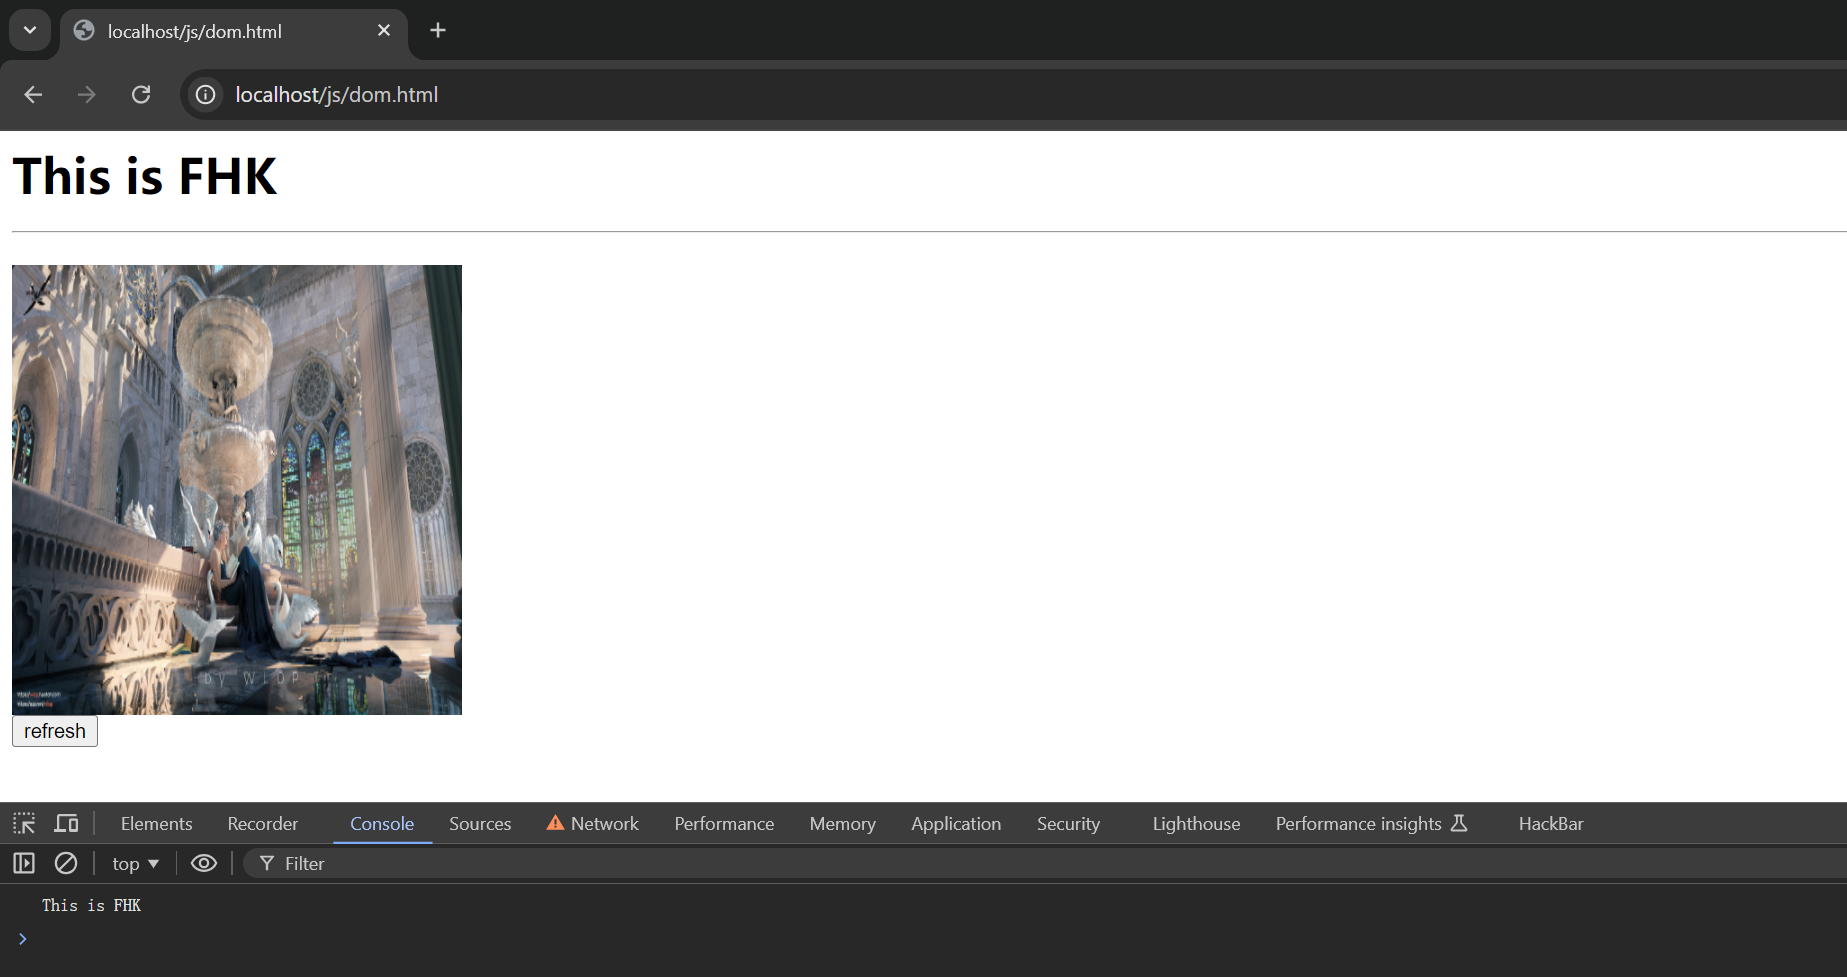 localhost/js/dom.html
localhost/js/dom.html
This is FHK
by WLOP
refresh
Elements Recorder Console Sources Network Performance Memory Application Security Lighthouse Performance insights HackBar
top Filter
This is FHK